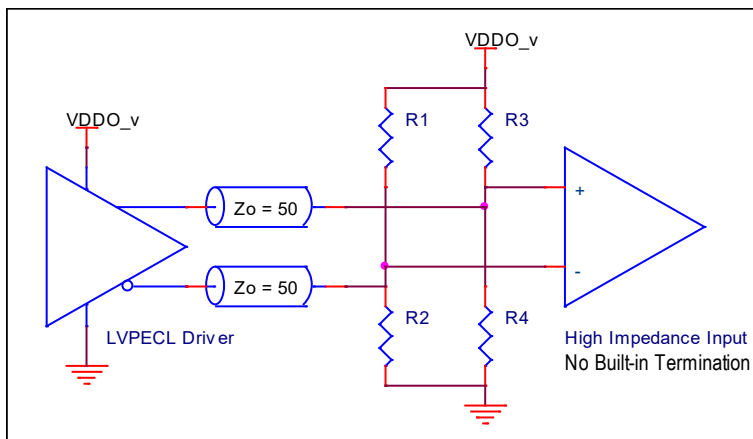 VDDO_v
VDDO_v
R1
R3
Zo = 50
+
Zo = 50
-
R2
R4
LVPECL Driver
High Impedance Input
No Built-in Termination